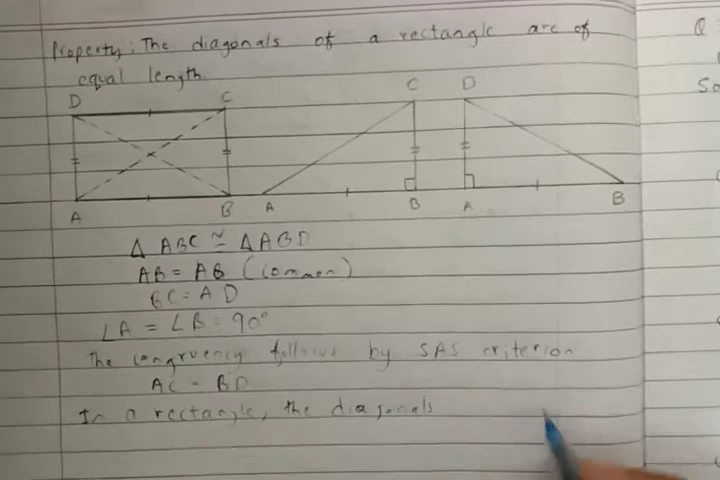 Property: The diagonals of a rectangle are of
equal length.
D C C D
A B A B A B
Δ ABC ≅ Δ ABD
AB = AB (Common)
BC = AD
∠A = ∠B = 90°
The congruency follows by SAS criterion
AC = BD
In a rectangle, the diagonals
Q
So